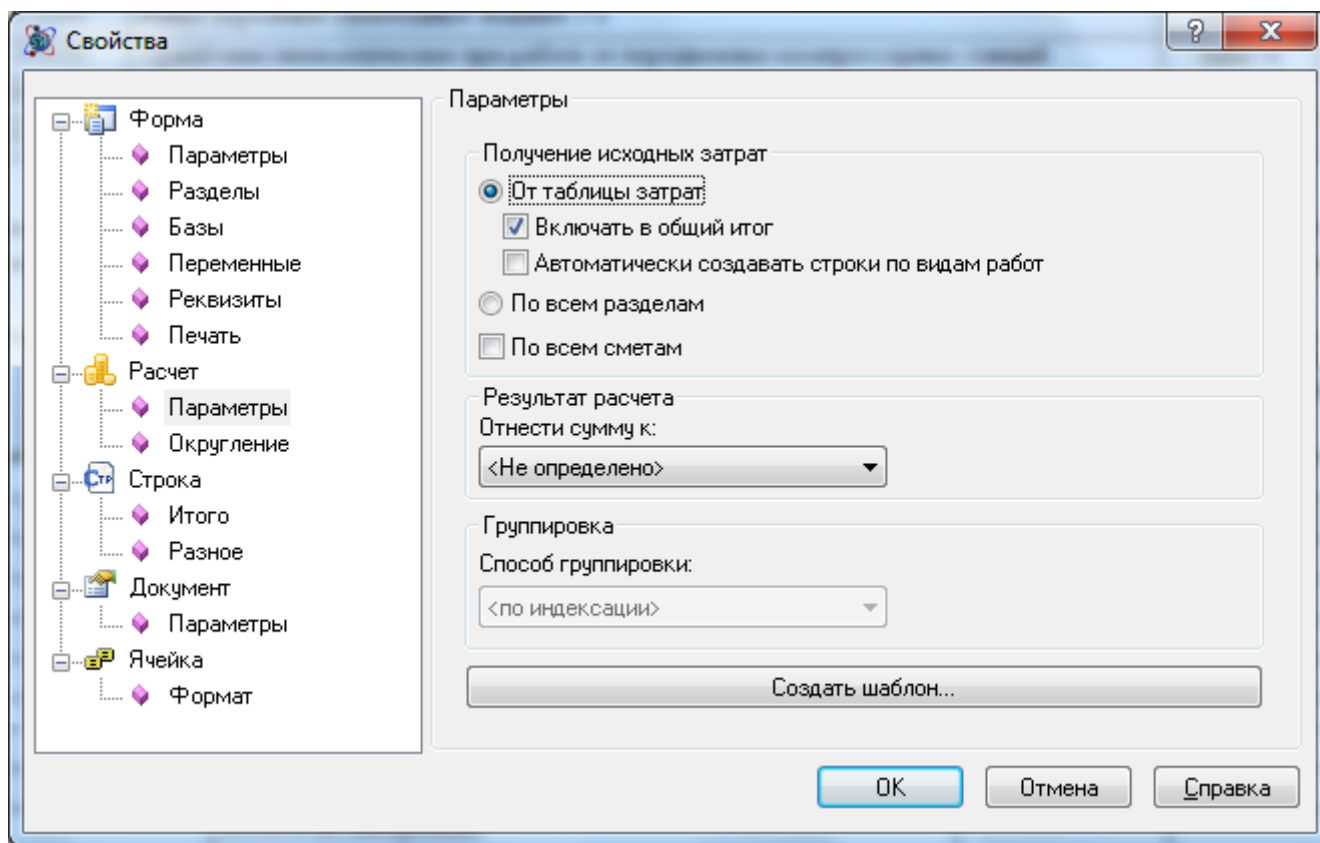 Свойства
?
Форма
Параметры
Разделы
Базы
Переменные
Реквизиты
Печать
Расчет
Параметры
Округление
Стр Строка
Итого
Разное
Документ
Параметры
Ячейка
Формат
Параметры
Получение исходных затрат
От таблицы затрат
Включать в общий итог
Автоматически создавать строки по видам работ
По всем разделам
По всем сметам
Результат расчета
Отнести сумму к:
<Не определено>
Группировка
Способ группировки:
<по индексации>
Создать шаблон...
OK
Отмена
Справка